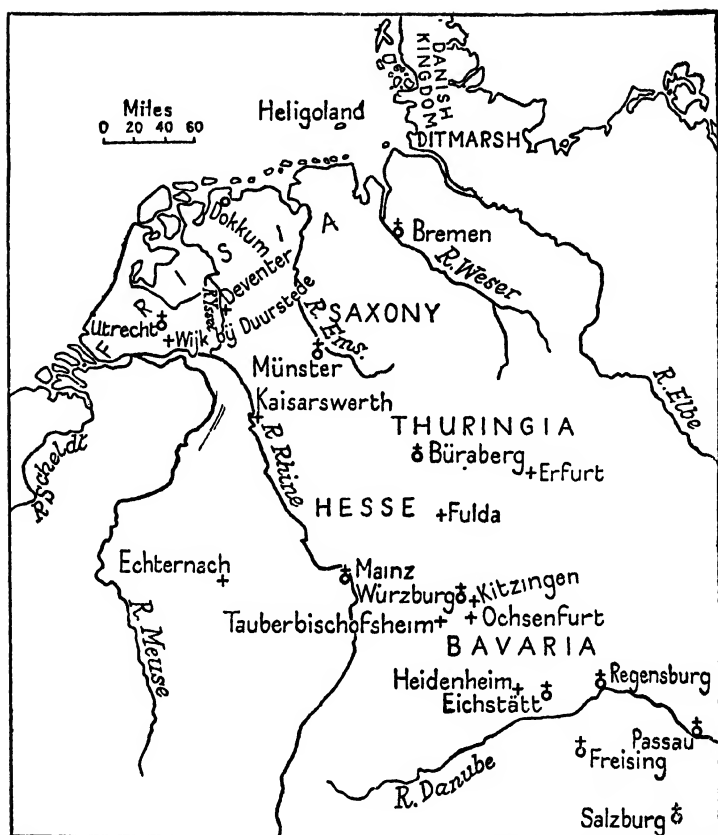 DANISH
KINGDOM
Miles
0 20 40 60
Heligoland
DITMARSH
Dokkum
FRISIA
Bremen
R. Weser
Deventer
R Yssel
SAXONY
R. Ems.
Utrecht
Wijk bij Duurstede
Münster
Kaisarswerth
R. Elbe
THURINGIA
R Scheldt
R Rhine
Büraberg
Erfurt
HESSE
Fulda
Echternach
Mainz
Würzburg
Kitzingen
Tauberbischofsheim
Ochsenfurt
R. Meuse
BAVARIA
Heidenheim
Regensburg
Eichstätt
Passau
Freising
R. Danube
Salzburg